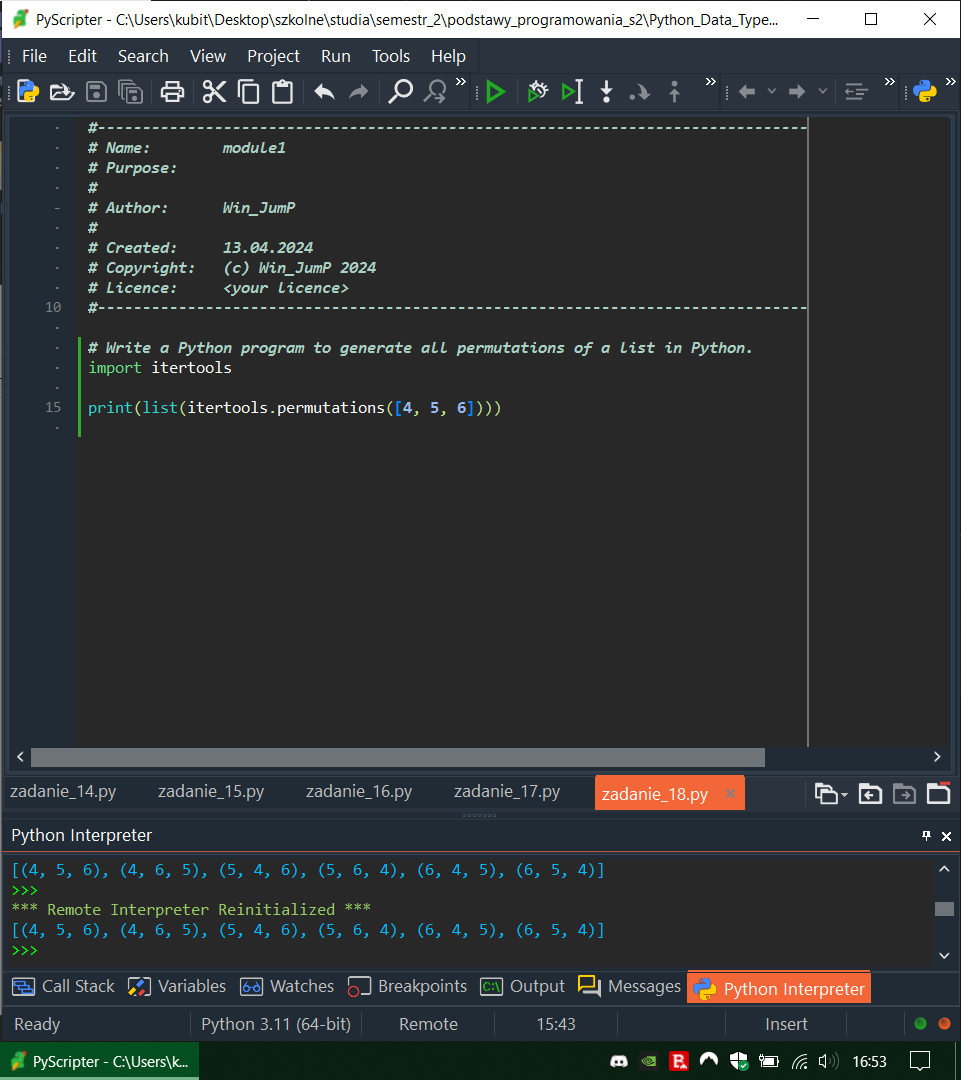 PyScripter - C:\Users\kubit\Desktop\szkolne\studia\semestr_2\podstawy_programowania_s2\Python_Data_Type...
File Edit Search View Project Run Tools Help
#------------------------------------------------------------------------------
# Name: module1
# Purpose:
#
# Author: Win_JumP
#
# Created: 13.04.2024
# Copyright: (c) Win_JumP 2024
# Licence: <your licence>
10 #------------------------------------------------------------------------------
# Write a Python program to generate all permutations of a list in Python.
import itertools
15 print(list(itertools.permutations([4, 5, 6])))
zadanie_14.py zadanie_15.py zadanie_16.py zadanie_17.py zadanie_18.py
Python Interpreter
[(4, 5, 6), (4, 6, 5), (5, 4, 6), (5, 6, 4), (6, 4, 5), (6, 5, 4)]
>>>
*** Remote Interpreter Reinitialized ***
[(4, 5, 6), (4, 6, 5), (5, 4, 6), (5, 6, 4), (6, 4, 5), (6, 5, 4)]
>>>
Call Stack Variables Watches Breakpoints C:\ Output Messages Python Interpreter
Ready Python 3.11 (64-bit) Remote 15:43 Insert
PyScripter - C:\Users\k... 16:53